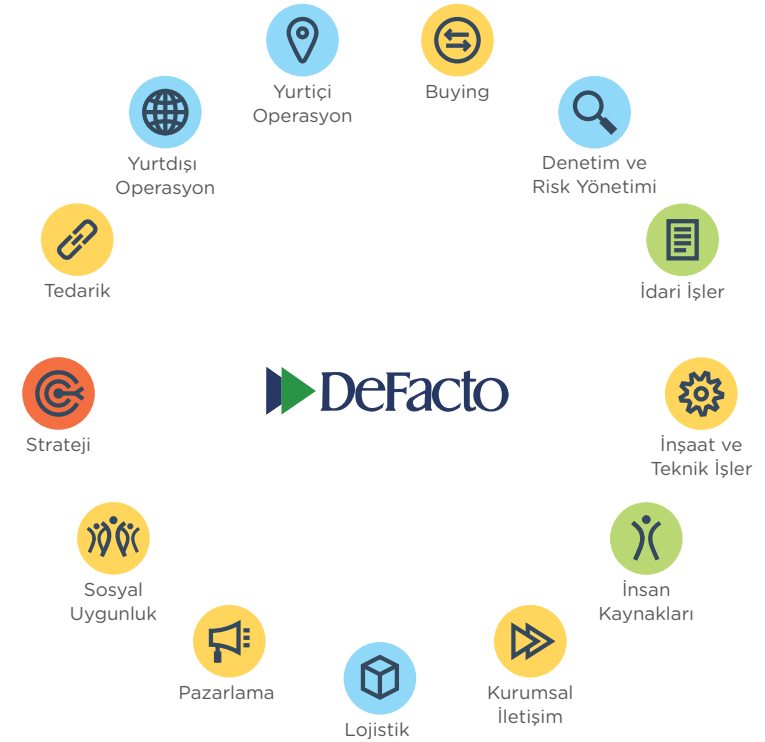 Yurtiçi
Operasyon
Buying
Yurtdışı
Operasyon
Denetim ve
Risk Yönetimi
Tedarik
İdari İşler
DeFacto
Strateji
İnşaat ve
Teknik İşler
Sosyal
Uygunluk
İnsan
Kaynakları
Pazarlama
Kurumsal
İletişim
Lojistik